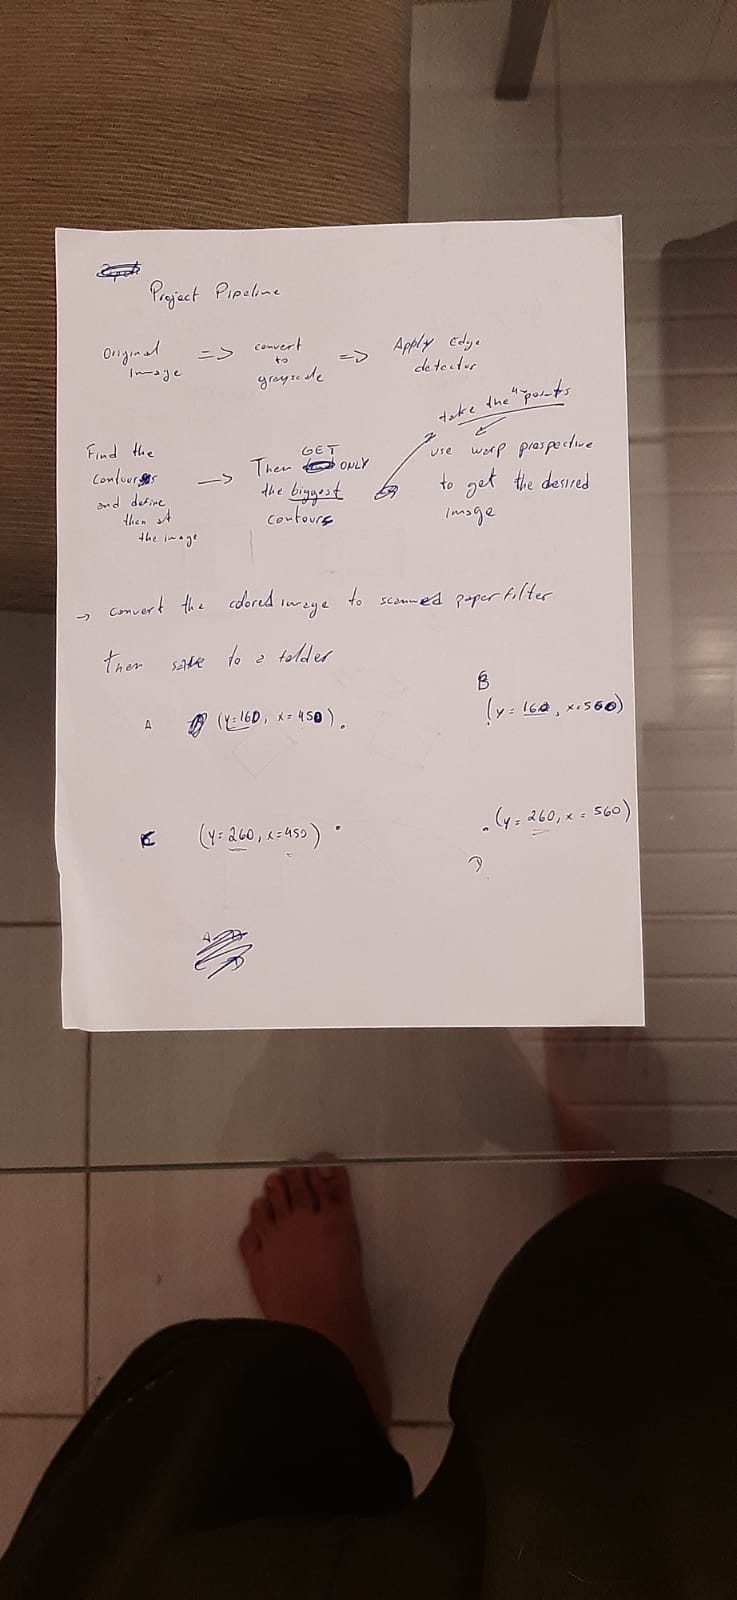 Project Pipeline
Original
Image
=>
convert
to
grayscale
=>
Apply Edge
detector
Find the
Contours
and define
then at
the image
→
GET
Then ONLY
the biggest
contours
take the 4 points
use warp prespective
to get the desired
image
→ convert the colored image to scanned paper filter
then save to a folder
A (y=160, x=450).
B
(y=160, x=560)
C (y=260, x=450)
.(y=260, x=560)